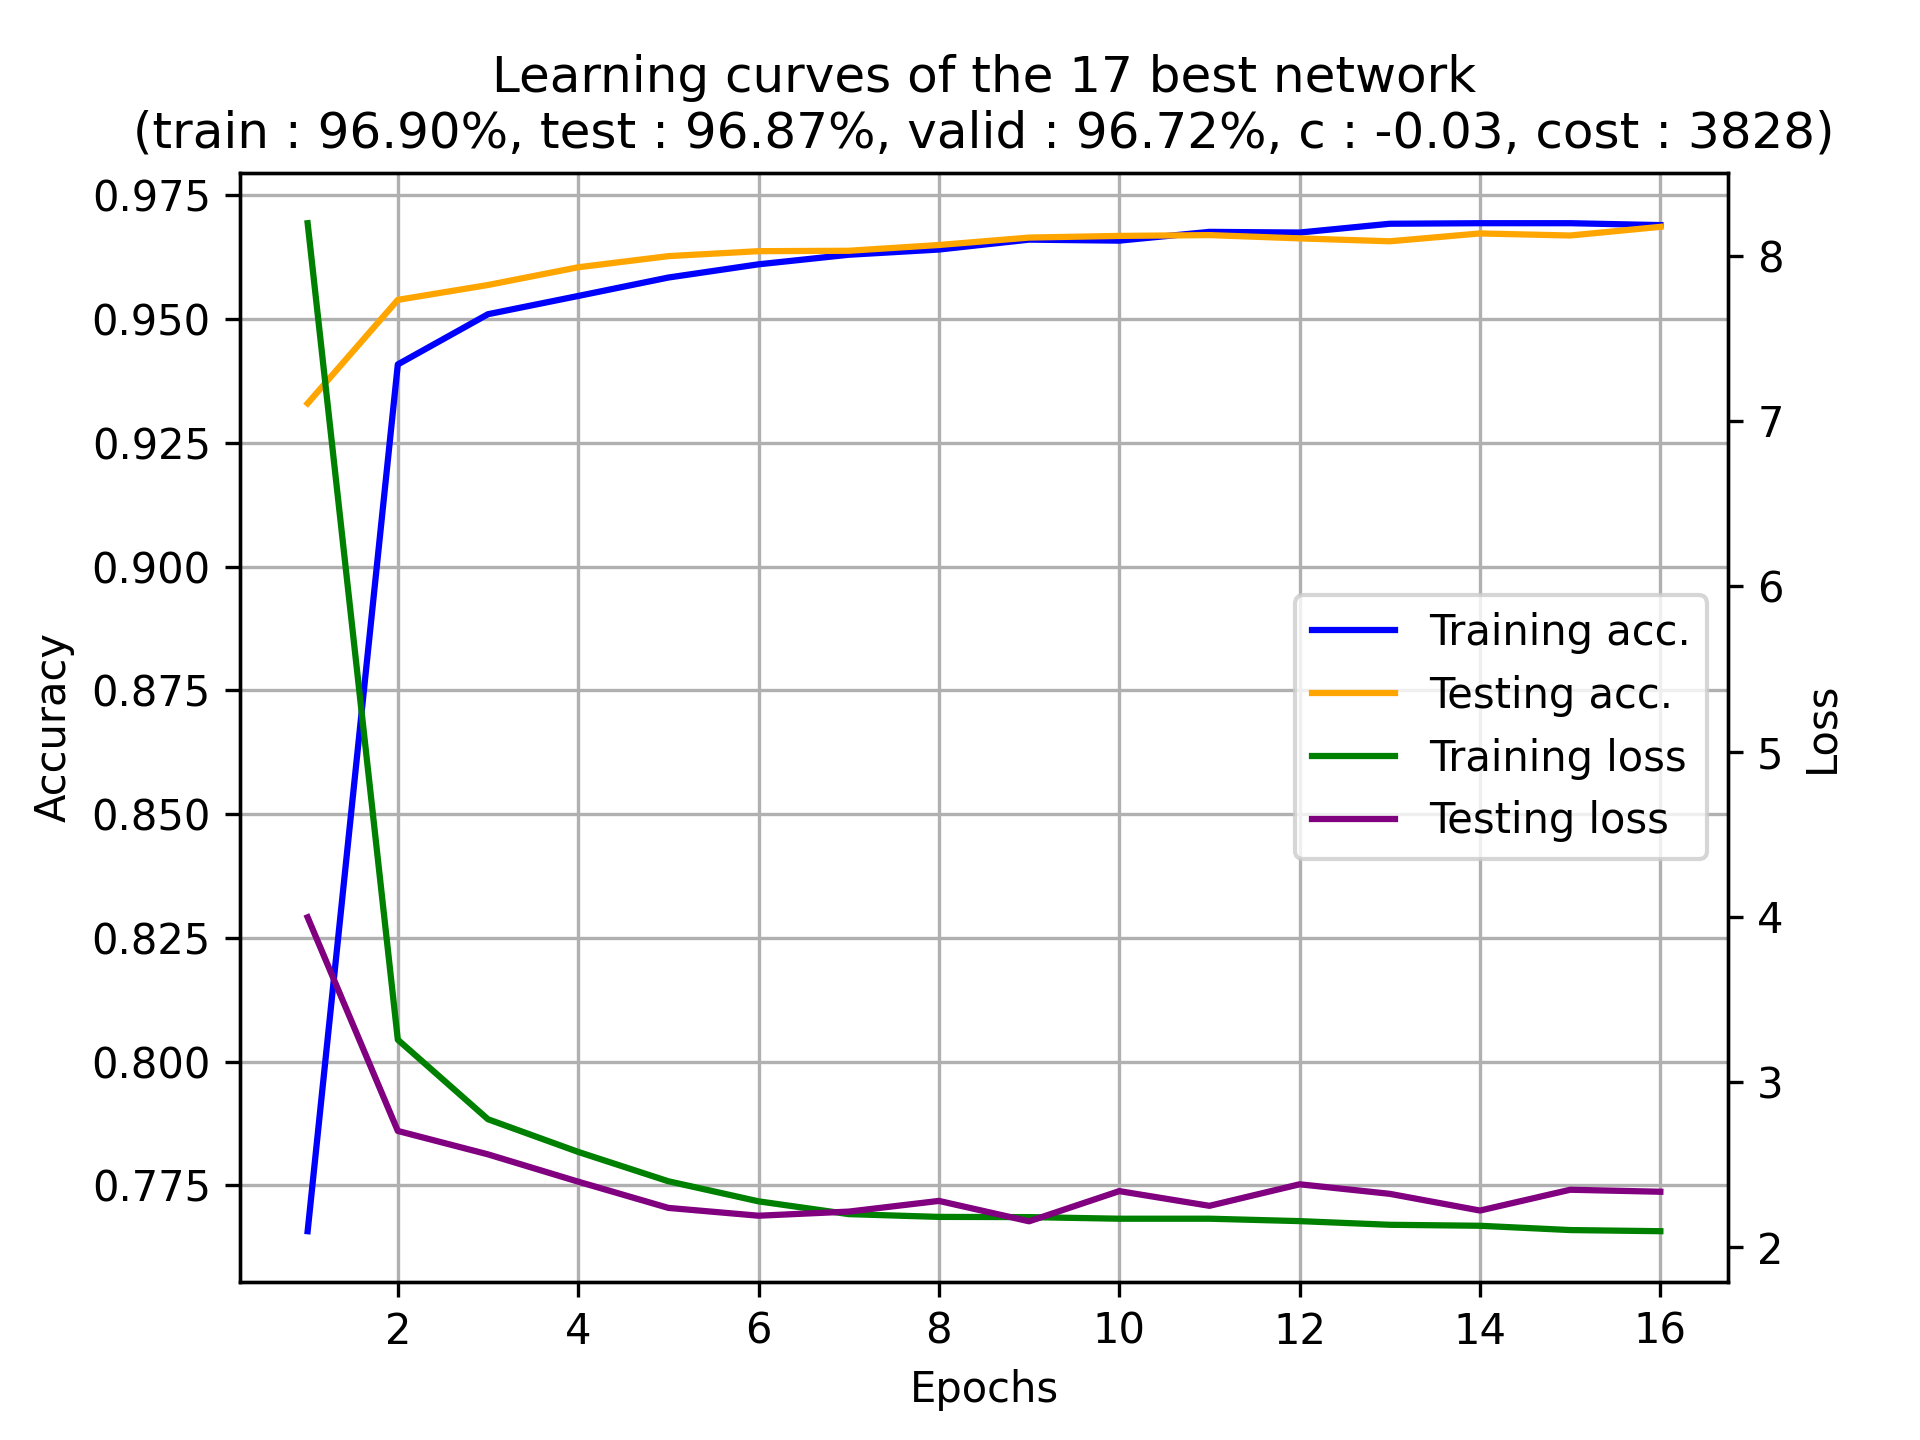 Learning curves of the 17 best network
(train : 96.90%, test : 96.87%, valid : 96.72%, c : -0.03, cost : 3828)
0.975
0.950
0.925
0.900
0.875
0.850
0.825
0.800
0.775
Accuracy
8
7
6
5
4
3
2
Loss
Training acc.
Testing acc.
Training loss
Testing loss
2 4 6 8 10 12 14 16
Epochs